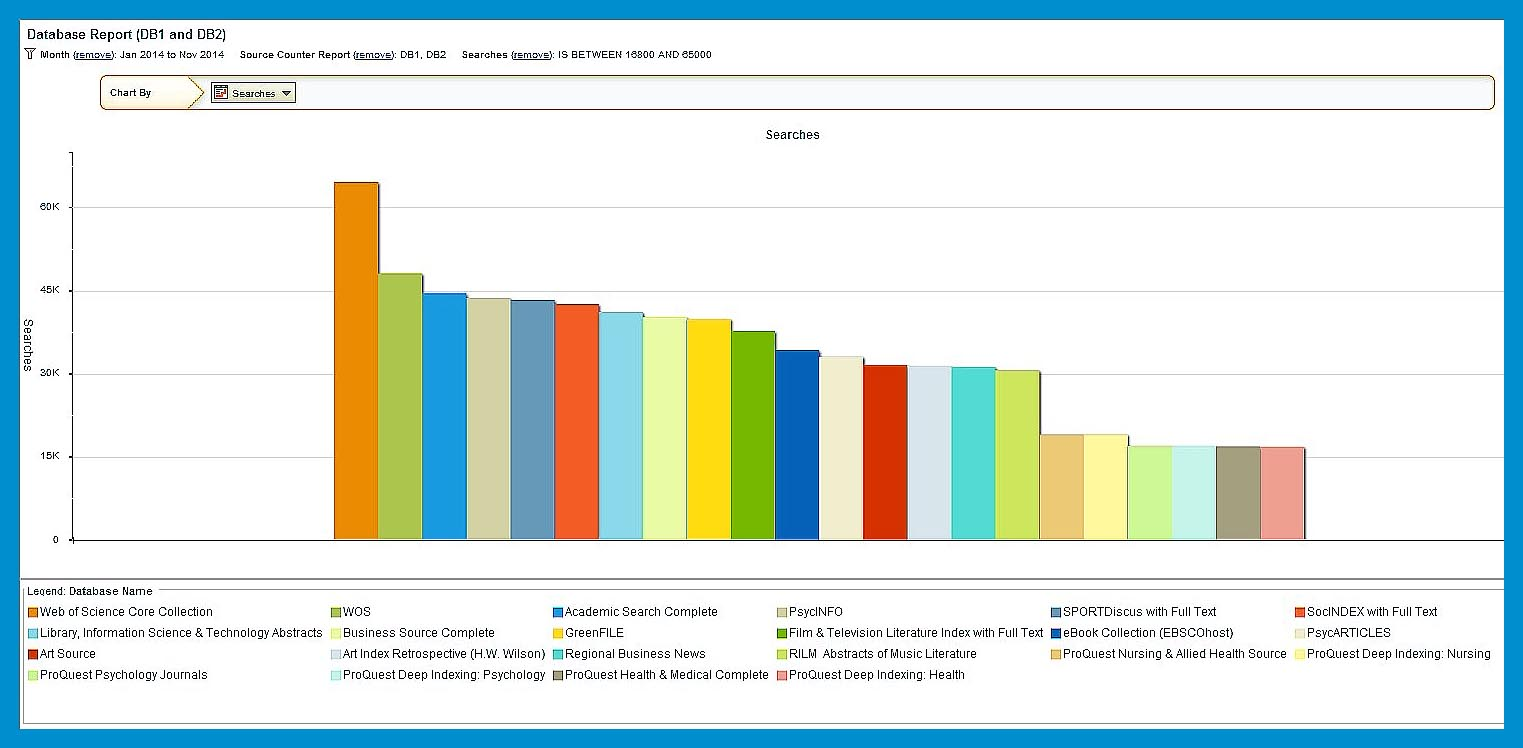 Database Report (DB1 and DB2)
Month (remove): Jan 2014 to Nov 2014 Source Counter Report (remove): DB1, DB2 Searches (remove): IS BETWEEN 16800 AND 65000
Chart By Searches
Searches
60K
45K
30K
15K
0
Searches
Legend: Database Name
Web of Science Core Collection WOS Academic Search Complete PsycINFO SPORTDiscus with Full Text SocINDEX with Full Text
Library, Information Science & Technology Abstracts Business Source Complete GreenFILE Film & Television Literature Index with Full Text eBook Collection (EBSCOhost) PsycARTICLES
Art Source Art Index Retrospective (H.W. Wilson) Regional Business News RILM Abstracts of Music Literature ProQuest Nursing & Allied Health Source ProQuest Deep Indexing: Nursing
ProQuest Psychology Journals ProQuest Deep Indexing: Psychology ProQuest Health & Medical Complete ProQuest Deep Indexing: Health